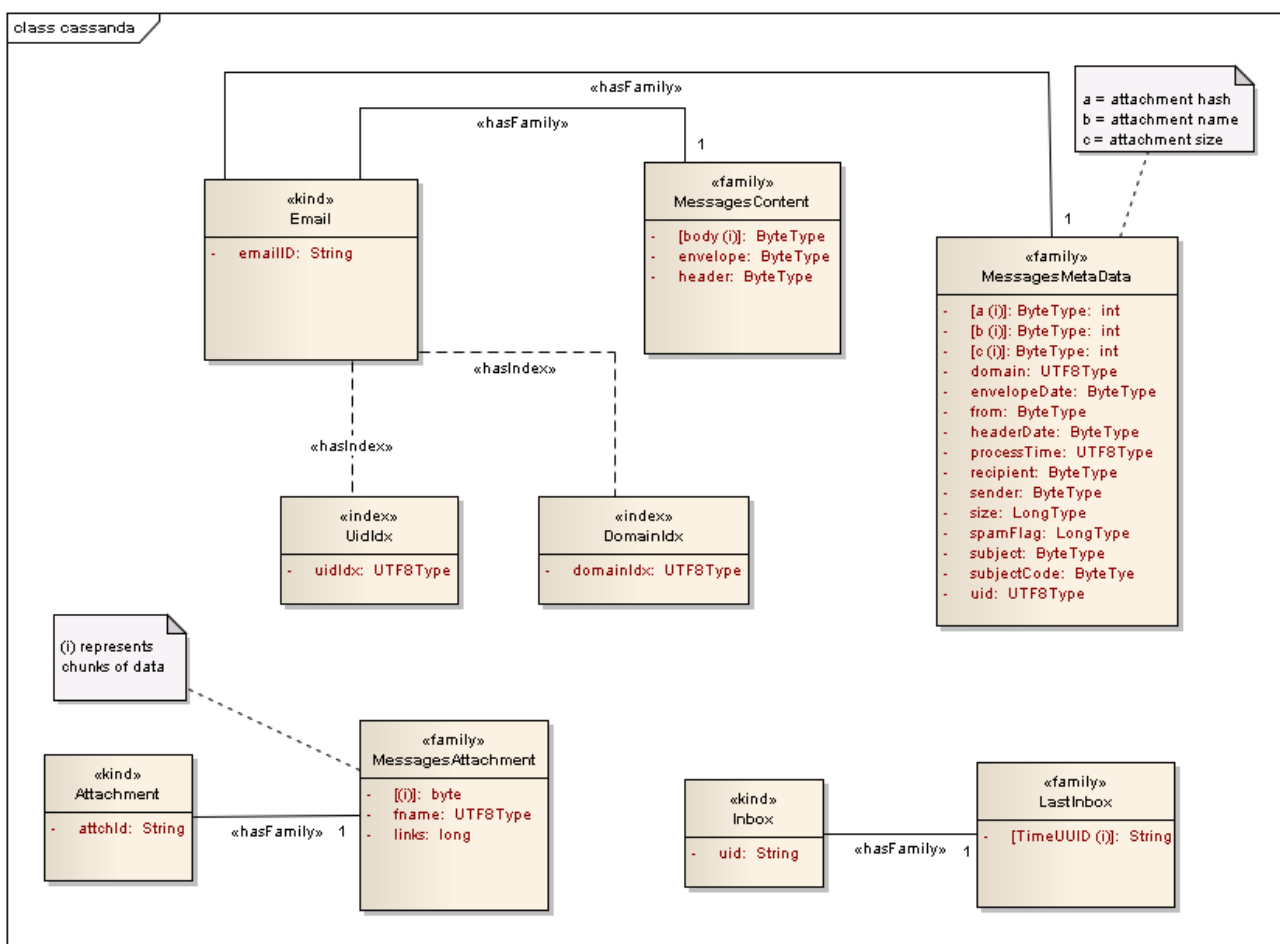 class cassanda
«hasFamily»
«hasFamily»
1
1
a = attachment hash
b = attachment name
c = attachment size
«kind»
Email
- emailID: String
«family»
MessagesContent
- [body (i)]: ByteType
- envelope: ByteType
- header: ByteType
«family»
MessagesMetaData
- [a (i)]: ByteType: int
- [b (i)]: ByteType: int
- [c (i)]: ByteType: int
- domain: UTF8Type
- envelopeDate: ByteType
- from: ByteType
- headerDate: ByteType
- processTime: UTF8Type
- recipient: ByteType
- sender: ByteType
- size: LongType
- spamFlag: LongType
- subject: ByteType
- subjectCode: ByteTye
- uid: UTF8Type
«hasIndex»
«hasIndex»
«index»
UidIdx
- uidIdx: UTF8Type
«index»
DomainIdx
- domainIdx: UTF8Type
(i) represents
chunks of data
«kind»
Attachment
- attchId: String
«hasFamily» 1
«family»
MessagesAttachment
- [(i)]: byte
- fname: UTF8Type
- links: long
«kind»
Inbox
- uid: String
«hasFamily» 1
«family»
LastInbox
- [TimeUUID (i)]: String